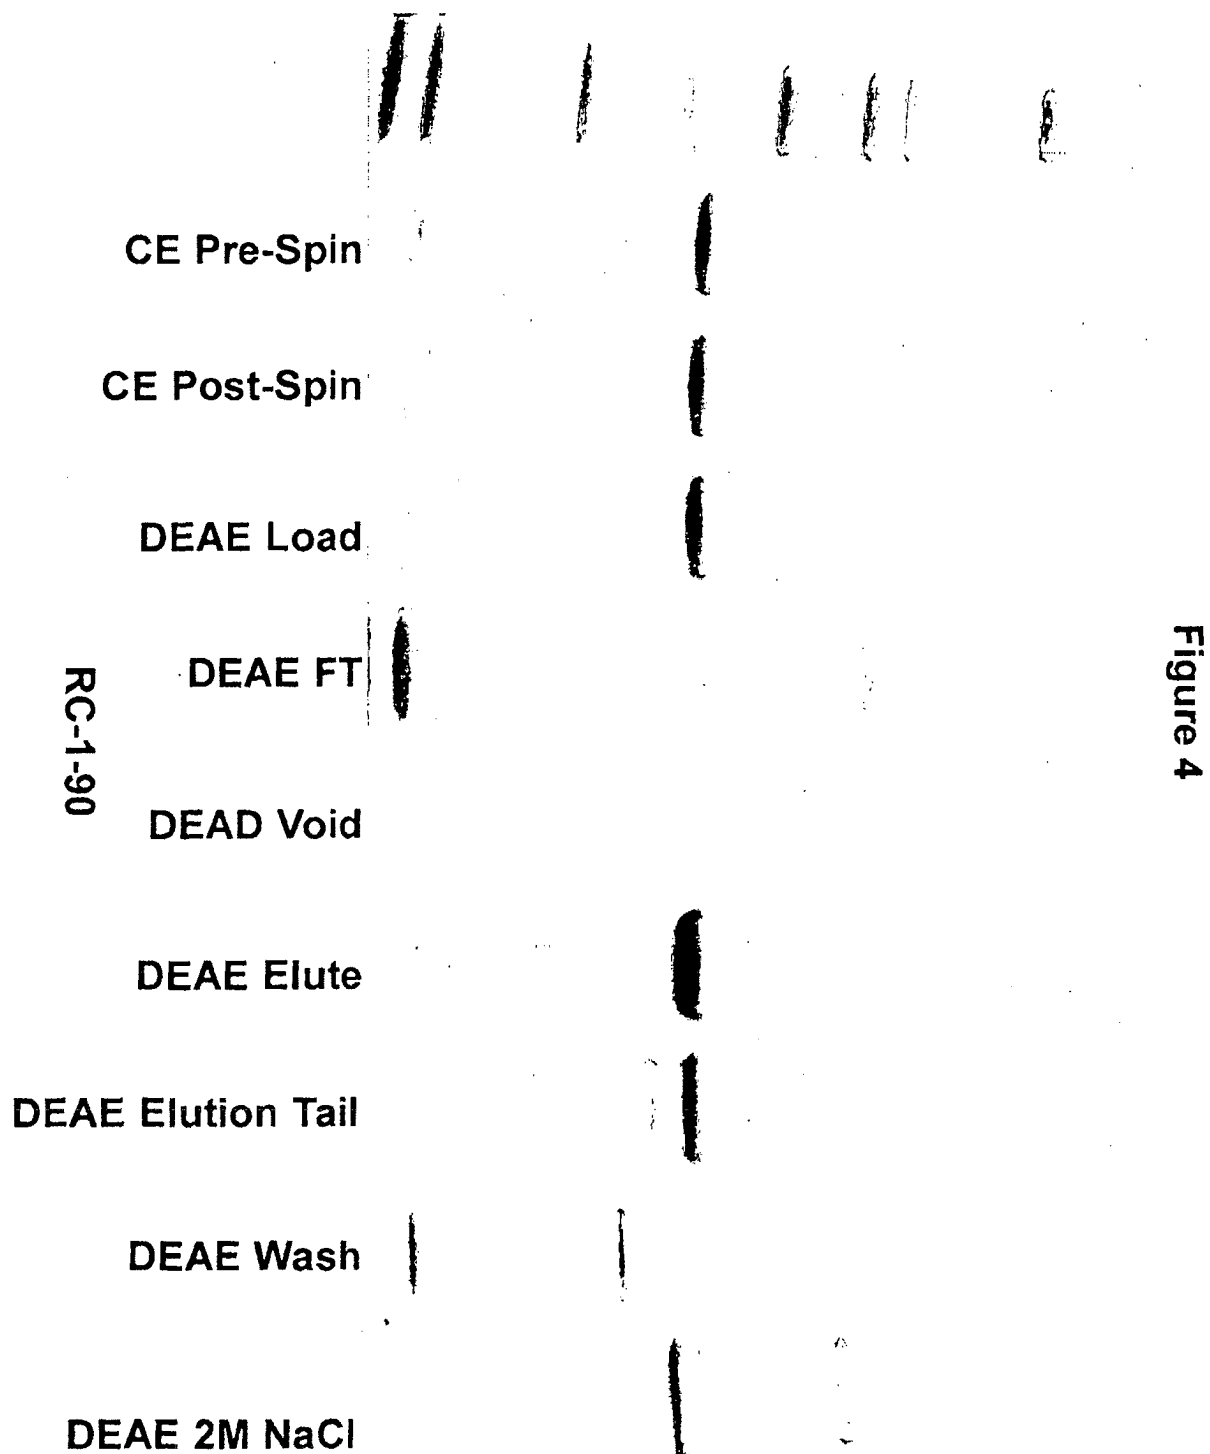 CE Pre-Spin
CE Post-Spin
DEAE Load
DEAE FT
DEAD Void
DEAE Elute
DEAE Elution Tail
DEAE Wash
DEAE 2M NaCl
RC-1-90
Figure 4